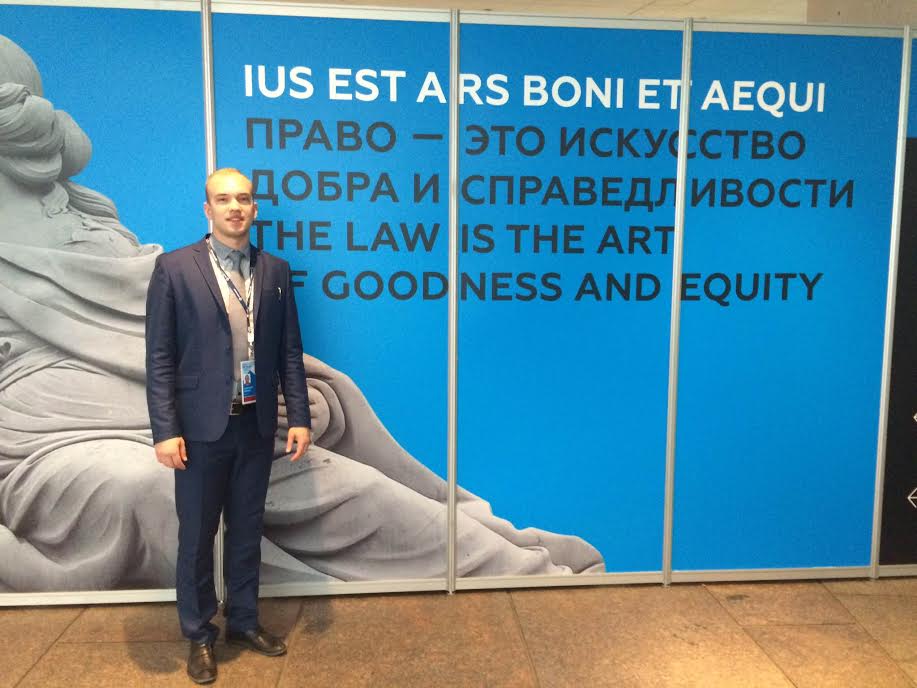 IUS EST ARS BONI ET AEQUI
ПРАВО — ЭТО ИСКУССТВО
ДОБРА И СПРАВЕДЛИВОСТИ
THE LAW IS THE ART
OF GOODNESS AND EQUITY